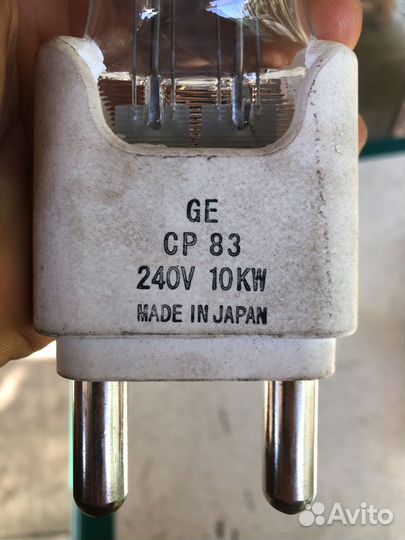 GE
CP 83
240V 10KW
MADE IN JAPAN
Avito